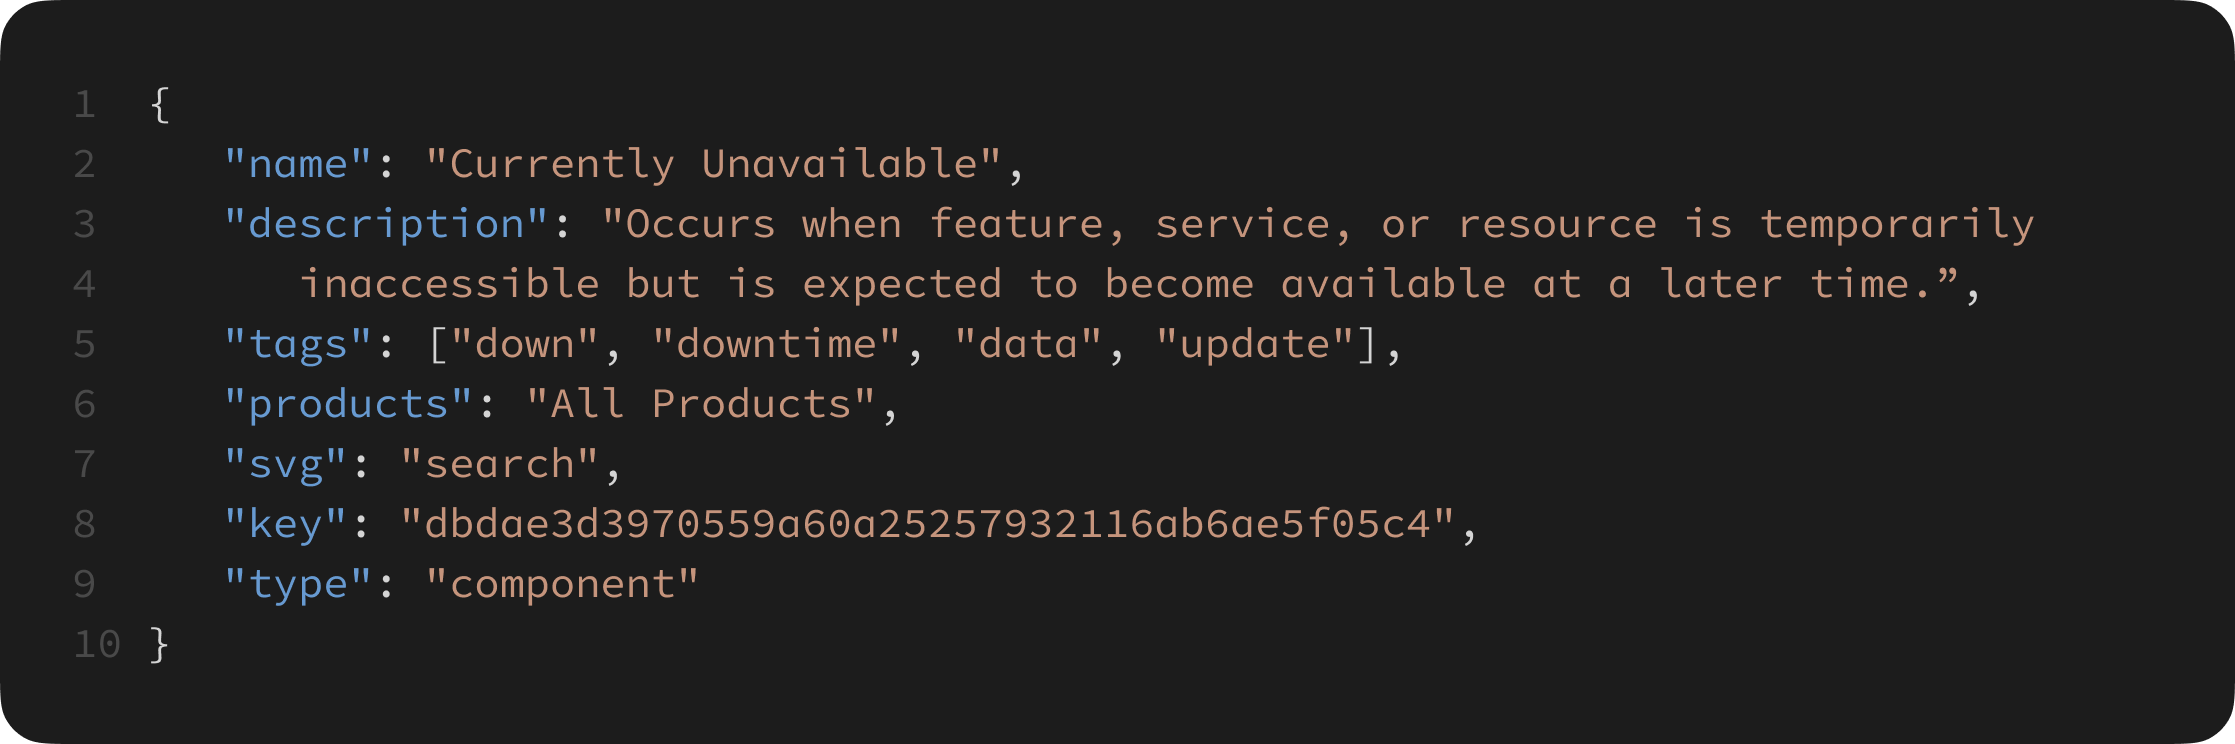 1 {
2 "name": "Currently Unavailable",
3 "description": "Occurs when feature, service, or resource is temporarily
4 inaccessible but is expected to become available at a later time.”,
5 "tags": ["down", "downtime", "data", "update"],
6 "products": "All Products",
7 "svg": "search",
8 "key": "dbdae3d3970559a60a25257932116ab6ae5f05c4",
9 "type": "component"
10 }